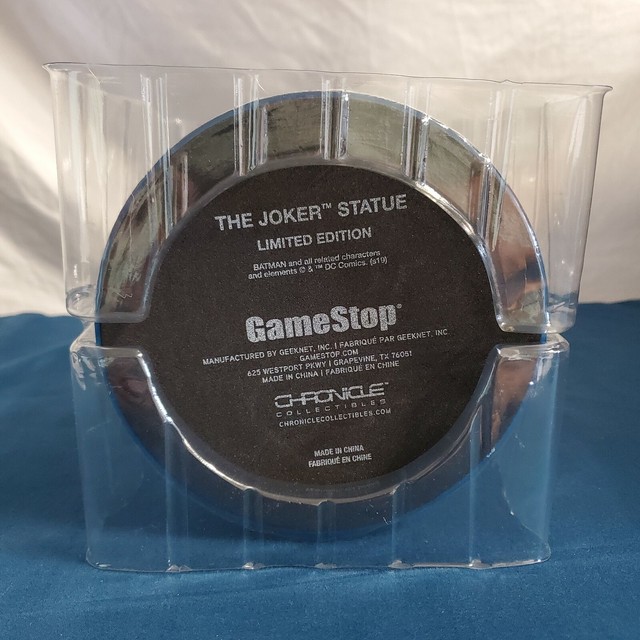 THE JOKER™ STATUE
LIMITED EDITION
BATMAN and all related characters
and elements © & ™ DC Comics. (s19)
GameStop®
MANUFACTURED BY GEEKNET, INC. | FABRIQUÉ PAR GEEKNET, INC.
GAMESTOP.COM
625 WESTPORT PKWY | GRAPEVINE, TX 76051
MADE IN CHINA | FABRIQUÉ EN CHINE
CHRONICLE™
COLLECTIBLES
CHRONICLECOLLECTIBLES.COM
MADE IN CHINA
FABRIQUÉ EN CHINE